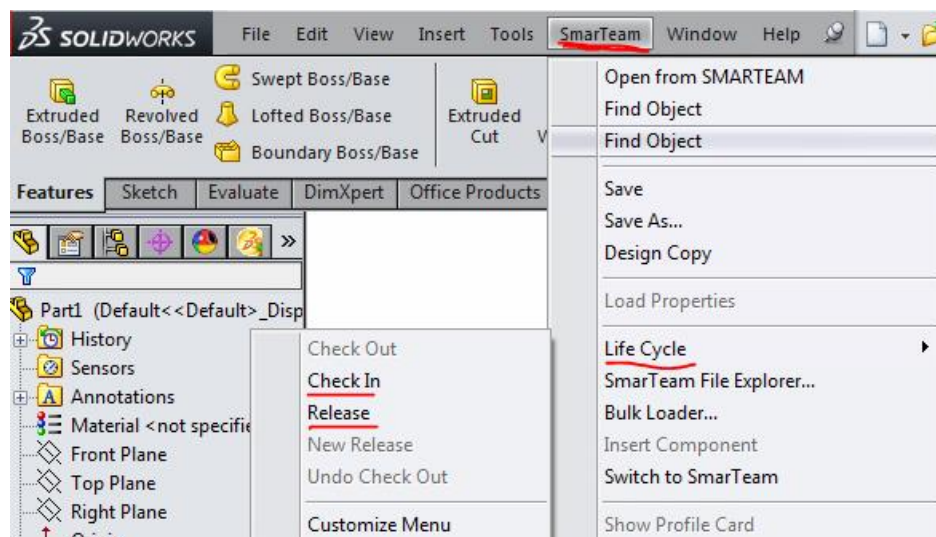 SOLIDWORKS File Edit View Insert Tools SmarTeam Window Help
Extruded Boss/Base
Revolved Boss/Base
Swept Boss/Base
Lofted Boss/Base
Boundary Boss/Base
Extruded Cut
Features Sketch Evaluate DimXpert Office Products
Part1 (Default<<Default>_Disp
History
Sensors
Annotations
Material <not specifie
Front Plane
Top Plane
Right Plane
Check Out
Check In
Release
New Release
Undo Check Out
Customize Menu
Open from SMARTEAM
Find Object
Find Object
Save
Save As...
Design Copy
Load Properties
Life Cycle
SmarTeam File Explorer...
Bulk Loader...
Insert Component
Switch to SmarTeam
Show Profile Card